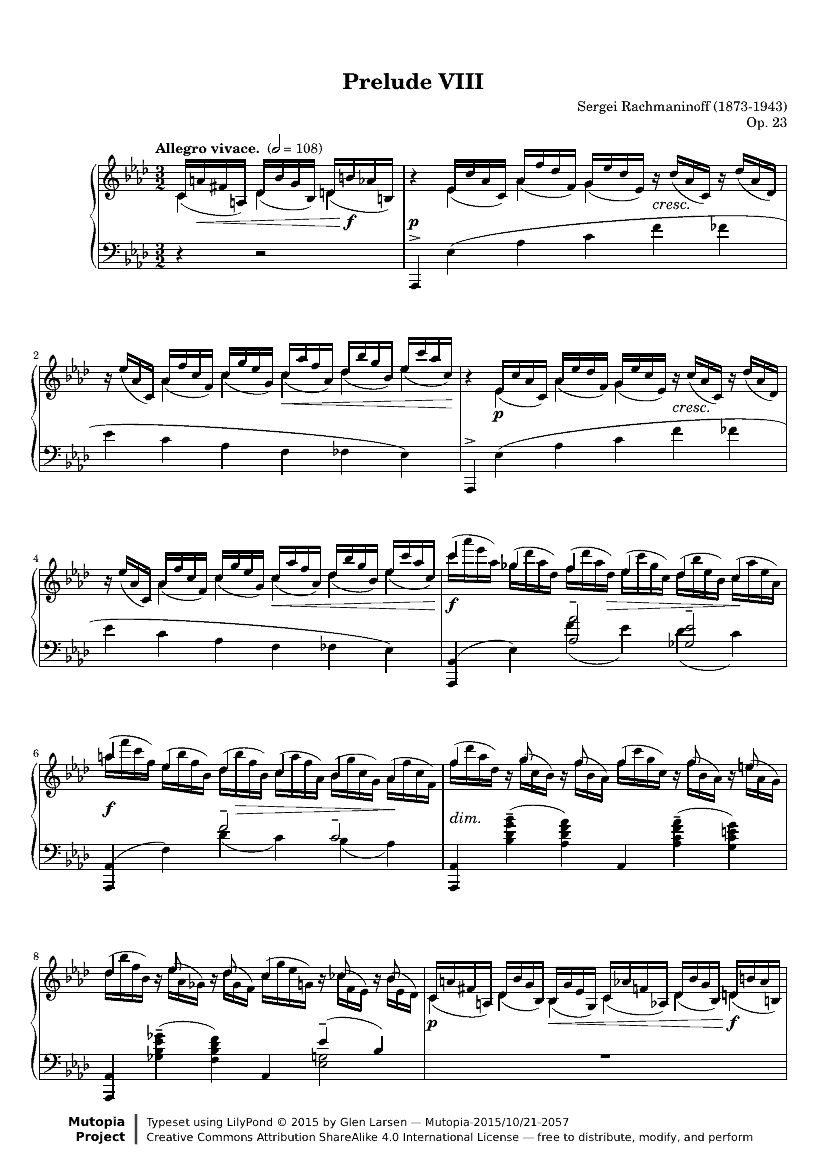 Prelude VIII
Sergei Rachmaninoff (1873-1943)
Op. 23
Allegro vivace. (𝅗𝅥 = 108)
3
2
f
p
cresc.
3
2
2
p
cresc.
4
f
6
f
dim.
8
p
f
Mutopia
Project
Typeset using LilyPond © 2015 by Glen Larsen — Mutopia-2015/10/21-2057
Creative Commons Attribution ShareAlike 4.0 International License — free to distribute, modify, and perform